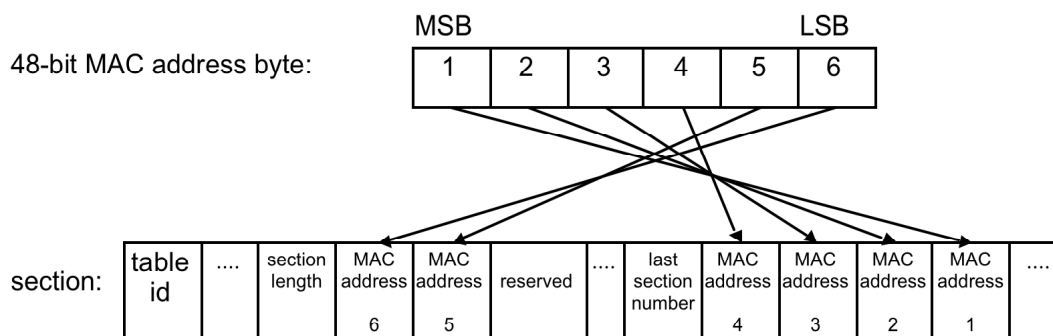 MSB LSB
48-bit MAC address byte: 1 2 3 4 5 6
section:
table
id
....
section
length
MAC
address
6
MAC
address
5
reserved
....
last
section
number
MAC
address
4
MAC
address
3
MAC
address
2
MAC
address
1
....